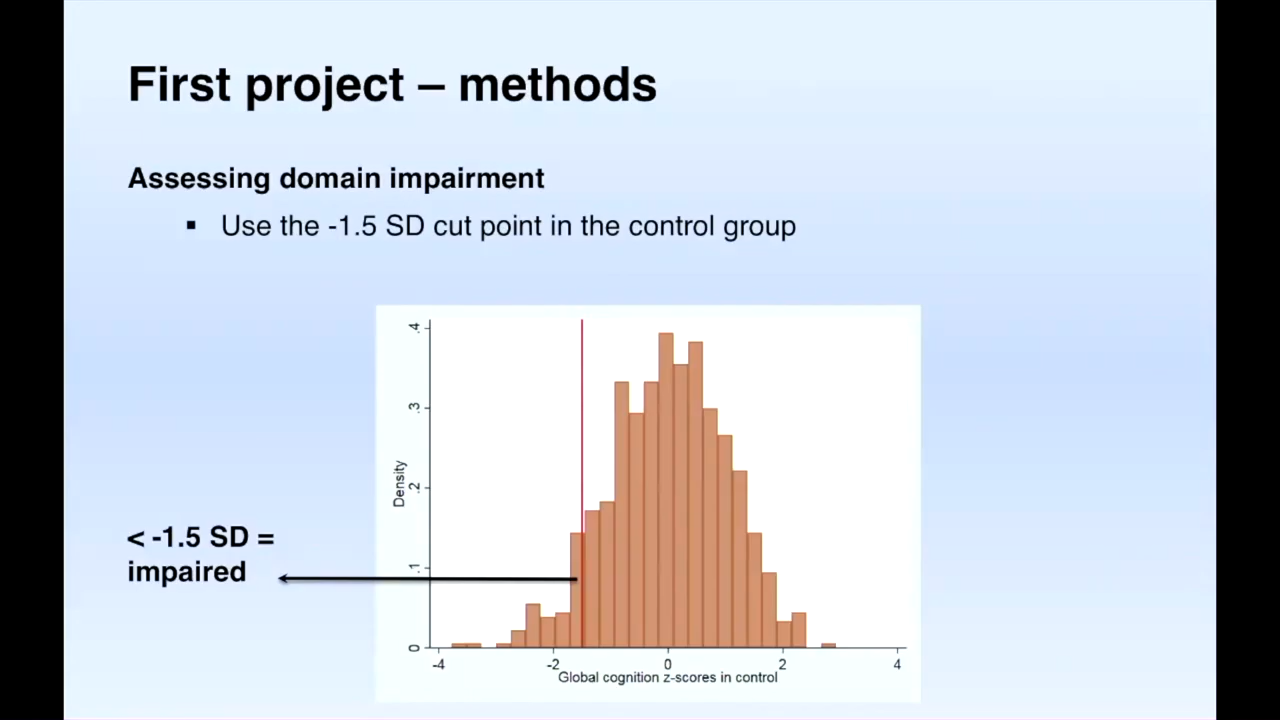 First project – methods
Assessing domain impairment
▪ Use the -1.5 SD cut point in the control group
.4
.3
.2
.1
0
Density
< -1.5 SD =
impaired
-4 -2 0 2 4
Global cognition z-scores in control